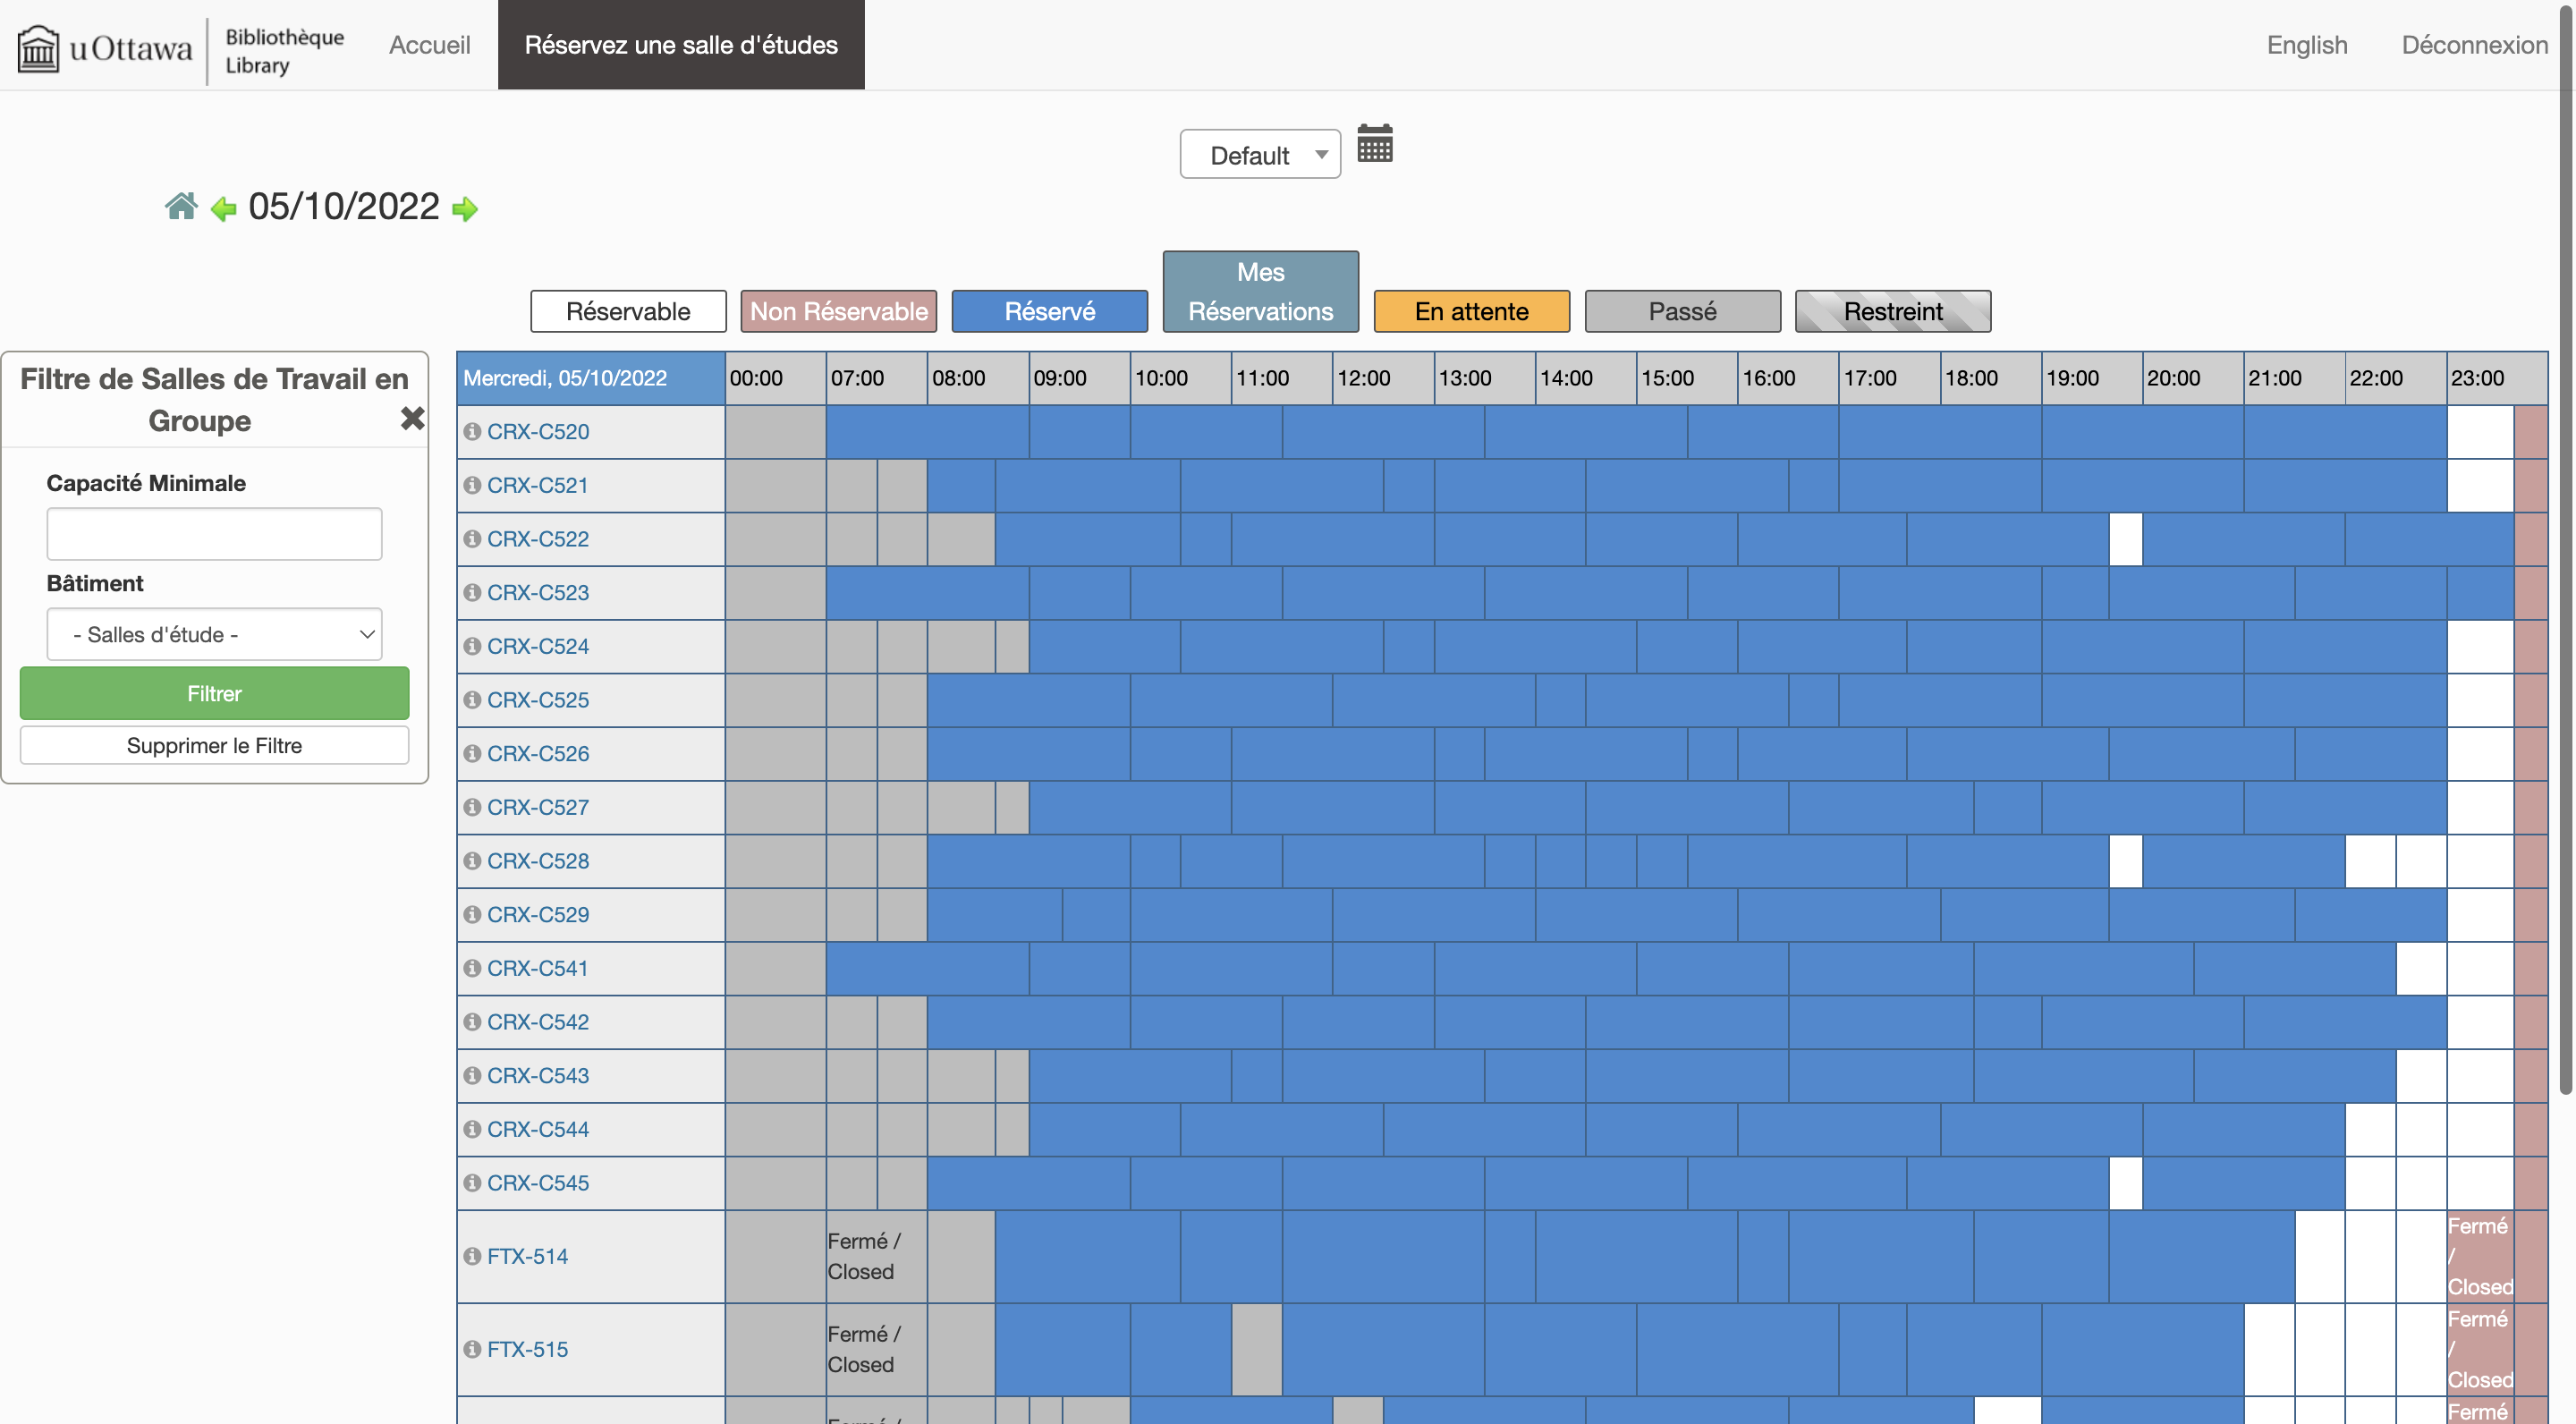 uOttawa
Bibliothèque
Library
Accueil
Réservez une salle d'études
English
Déconnexion
Default
05/10/2022
Réservable
Non Réservable
Réservé
Mes
Réservations
En attente
Passé
Restreint
Filtre de Salles de Travail en
Groupe
Capacité Minimale
Bâtiment
- Salles d'étude -
Filtrer
Supprimer le Filtre
Mercredi, 05/10/2022 00:00 07:00 08:00 09:00 10:00 11:00 12:00 13:00 14:00 15:00 16:00 17:00 18:00 19:00 20:00 21:00 22:00 23:00
CRX-C520
CRX-C521
CRX-C522
CRX-C523
CRX-C524
CRX-C525
CRX-C526
CRX-C527
CRX-C528
CRX-C529
CRX-C541
CRX-C542
CRX-C543
CRX-C544
CRX-C545
FTX-514
Fermé /
Closed
Fermé
/
Closed
FTX-515
Fermé /
Closed
Fermé
/
Closed
Fermé /
Fermé